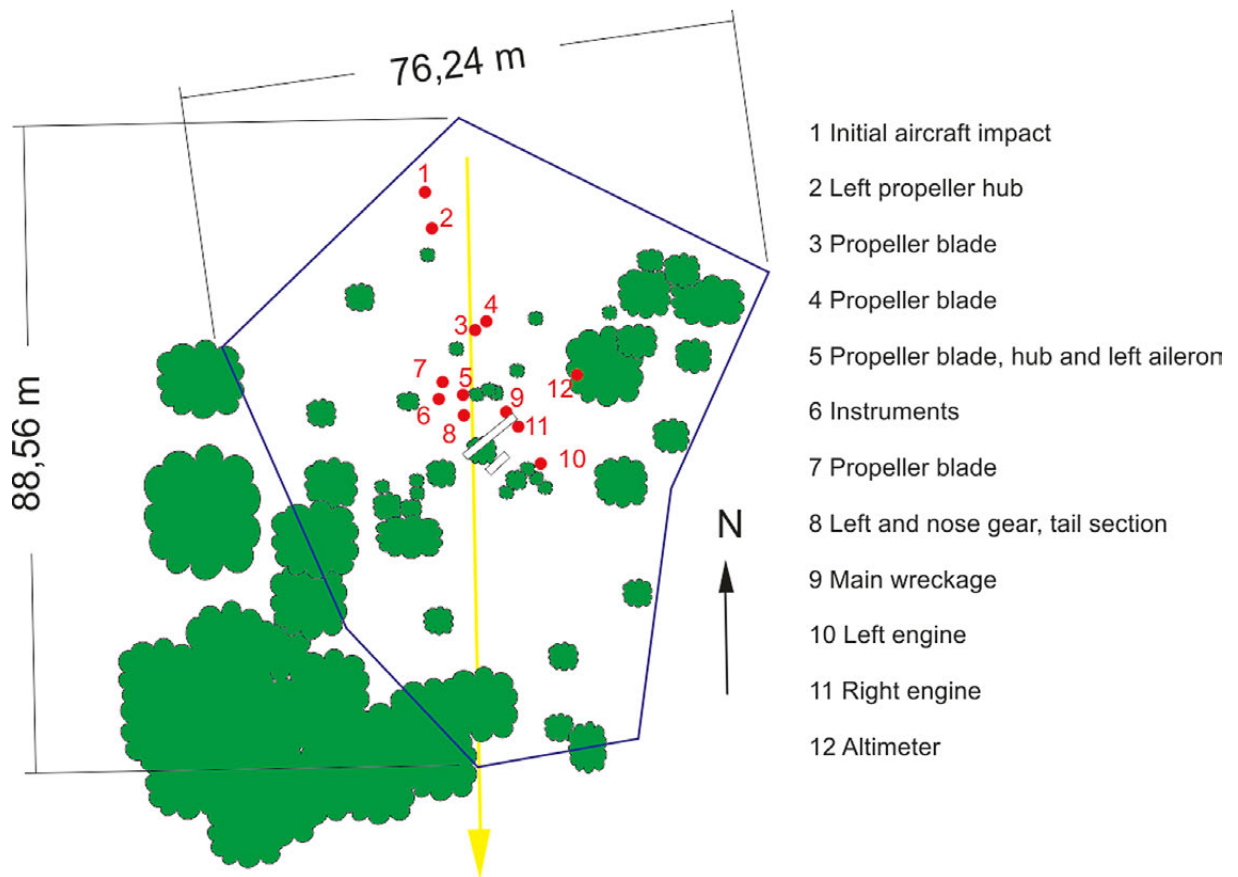 76,24 m
88,56 m
1
2
3
4
5
6
7
8
9
10
11
12
N
1 Initial aircraft impact
2 Left propeller hub
3 Propeller blade
4 Propeller blade
5 Propeller blade, hub and left aileron
6 Instruments
7 Propeller blade
8 Left and nose gear, tail section
9 Main wreckage
10 Left engine
11 Right engine
12 Altimeter